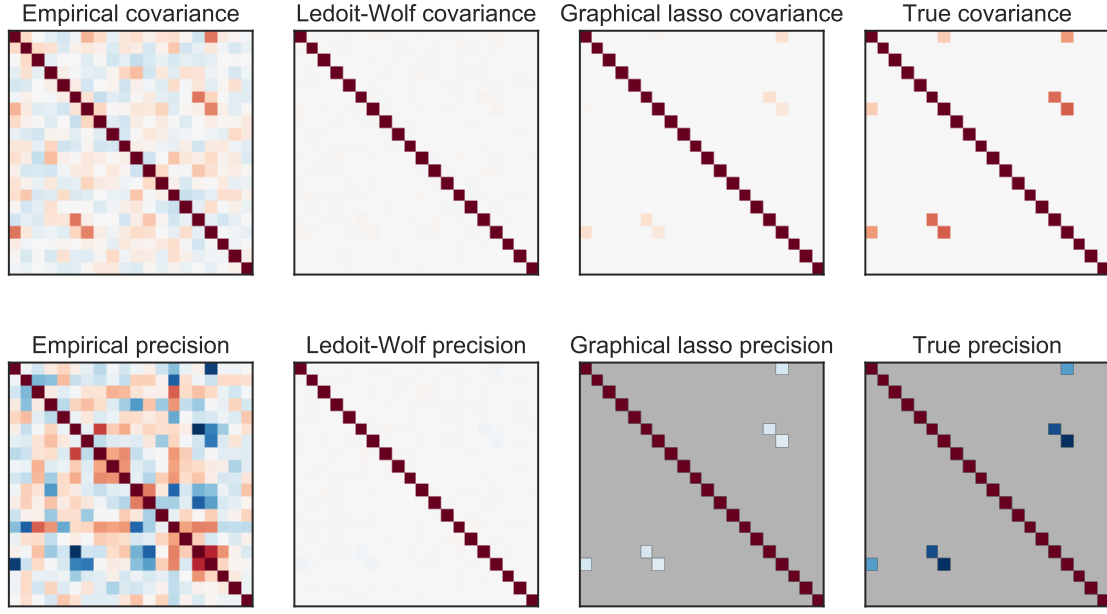 Empirical covariance
Ledoit-Wolf covariance
Graphical lasso covariance
True covariance
Empirical precision
Ledoit-Wolf precision
Graphical lasso precision
True precision